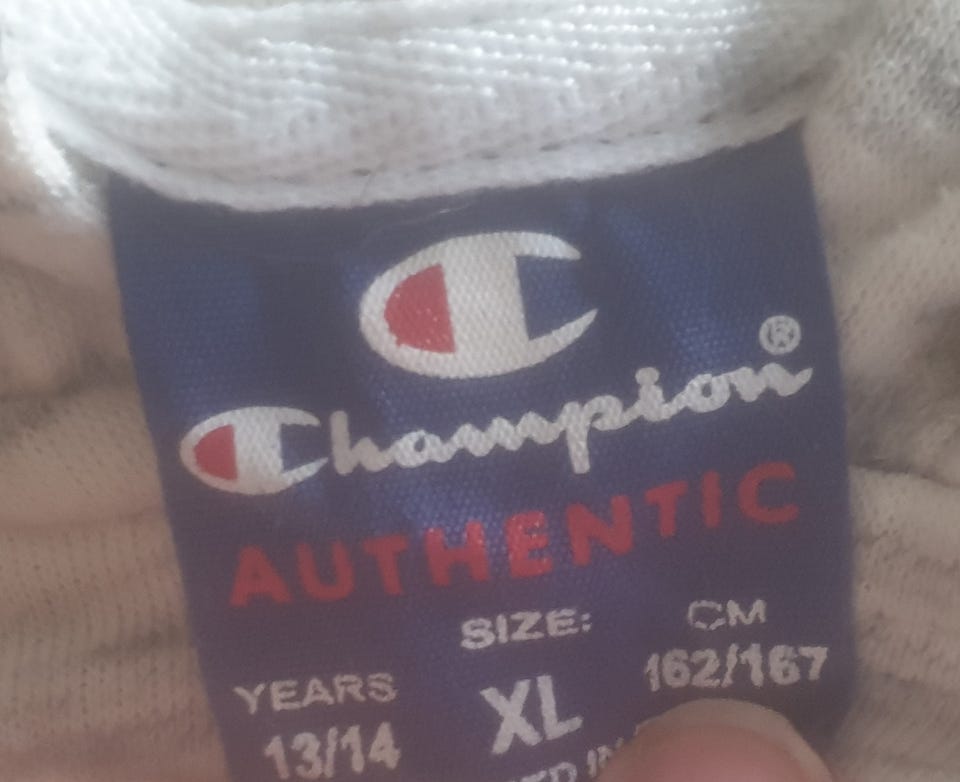 Champion®
AUTHENTIC
SIZE: CM
YEARS XL 162/167
13/14